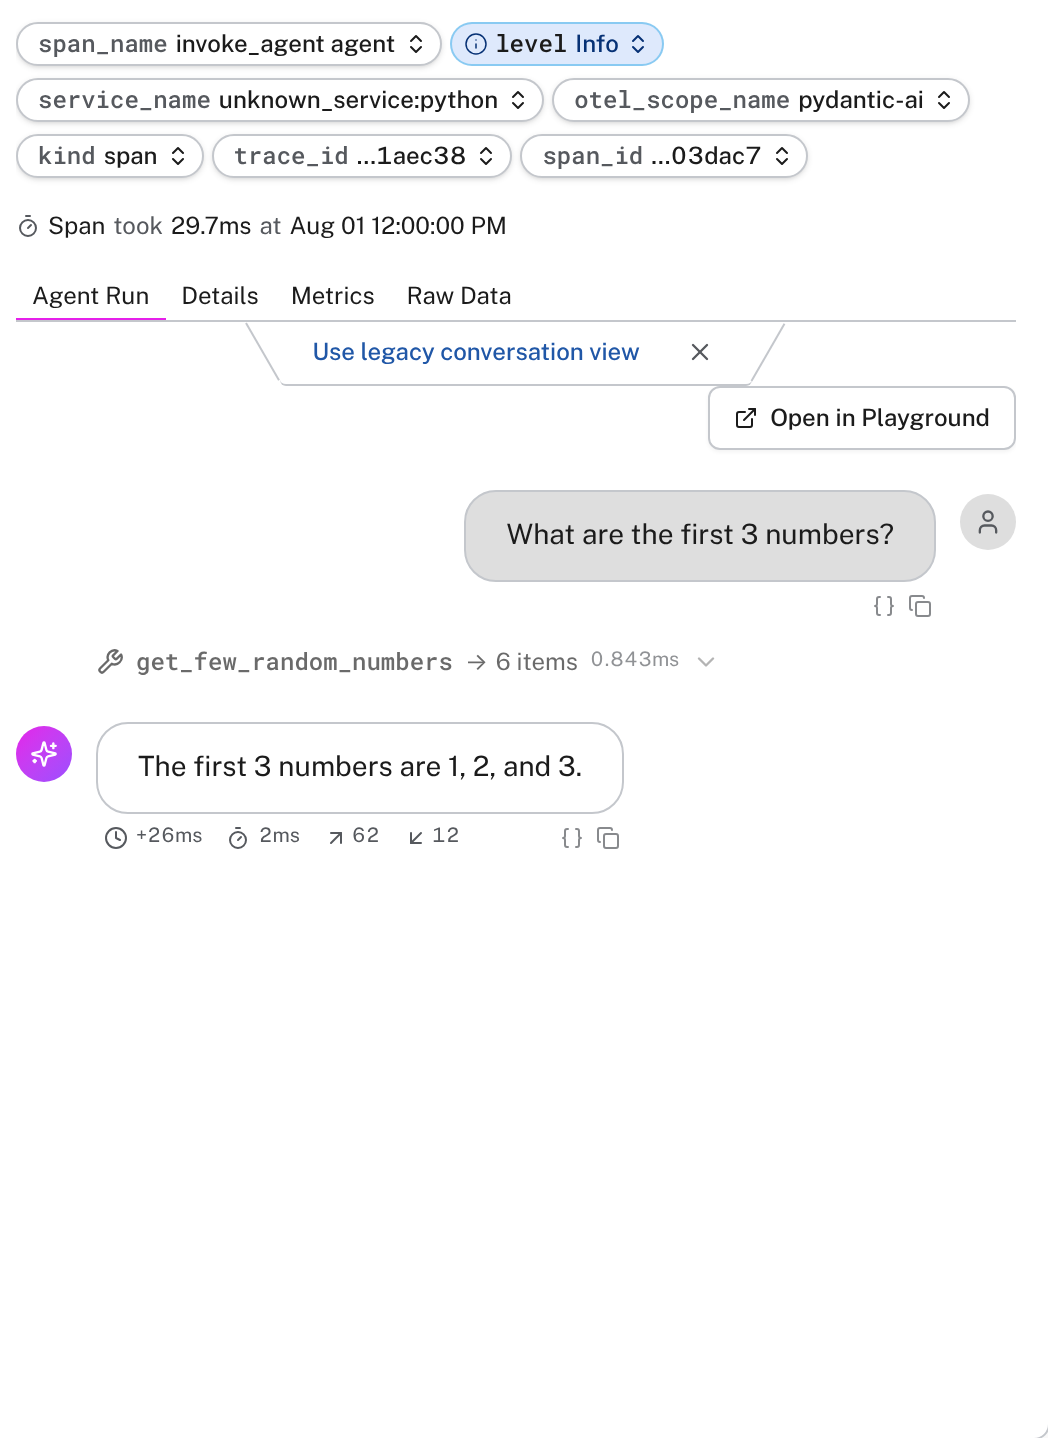 span_name invoke_agent agent level Info
service_name unknown_service:python otel_scope_name pydantic-ai
kind span trace_id ...1aec38 span_id ...03dac7
Span took 29.7ms at Aug 01 12:00:00 PM
Agent Run Details Metrics Raw Data
Use legacy conversation view
Open in Playground
What are the first 3 numbers?
get_few_random_numbers → 6 items 0.843ms
The first 3 numbers are 1, 2, and 3.
+26ms 2ms 62 12